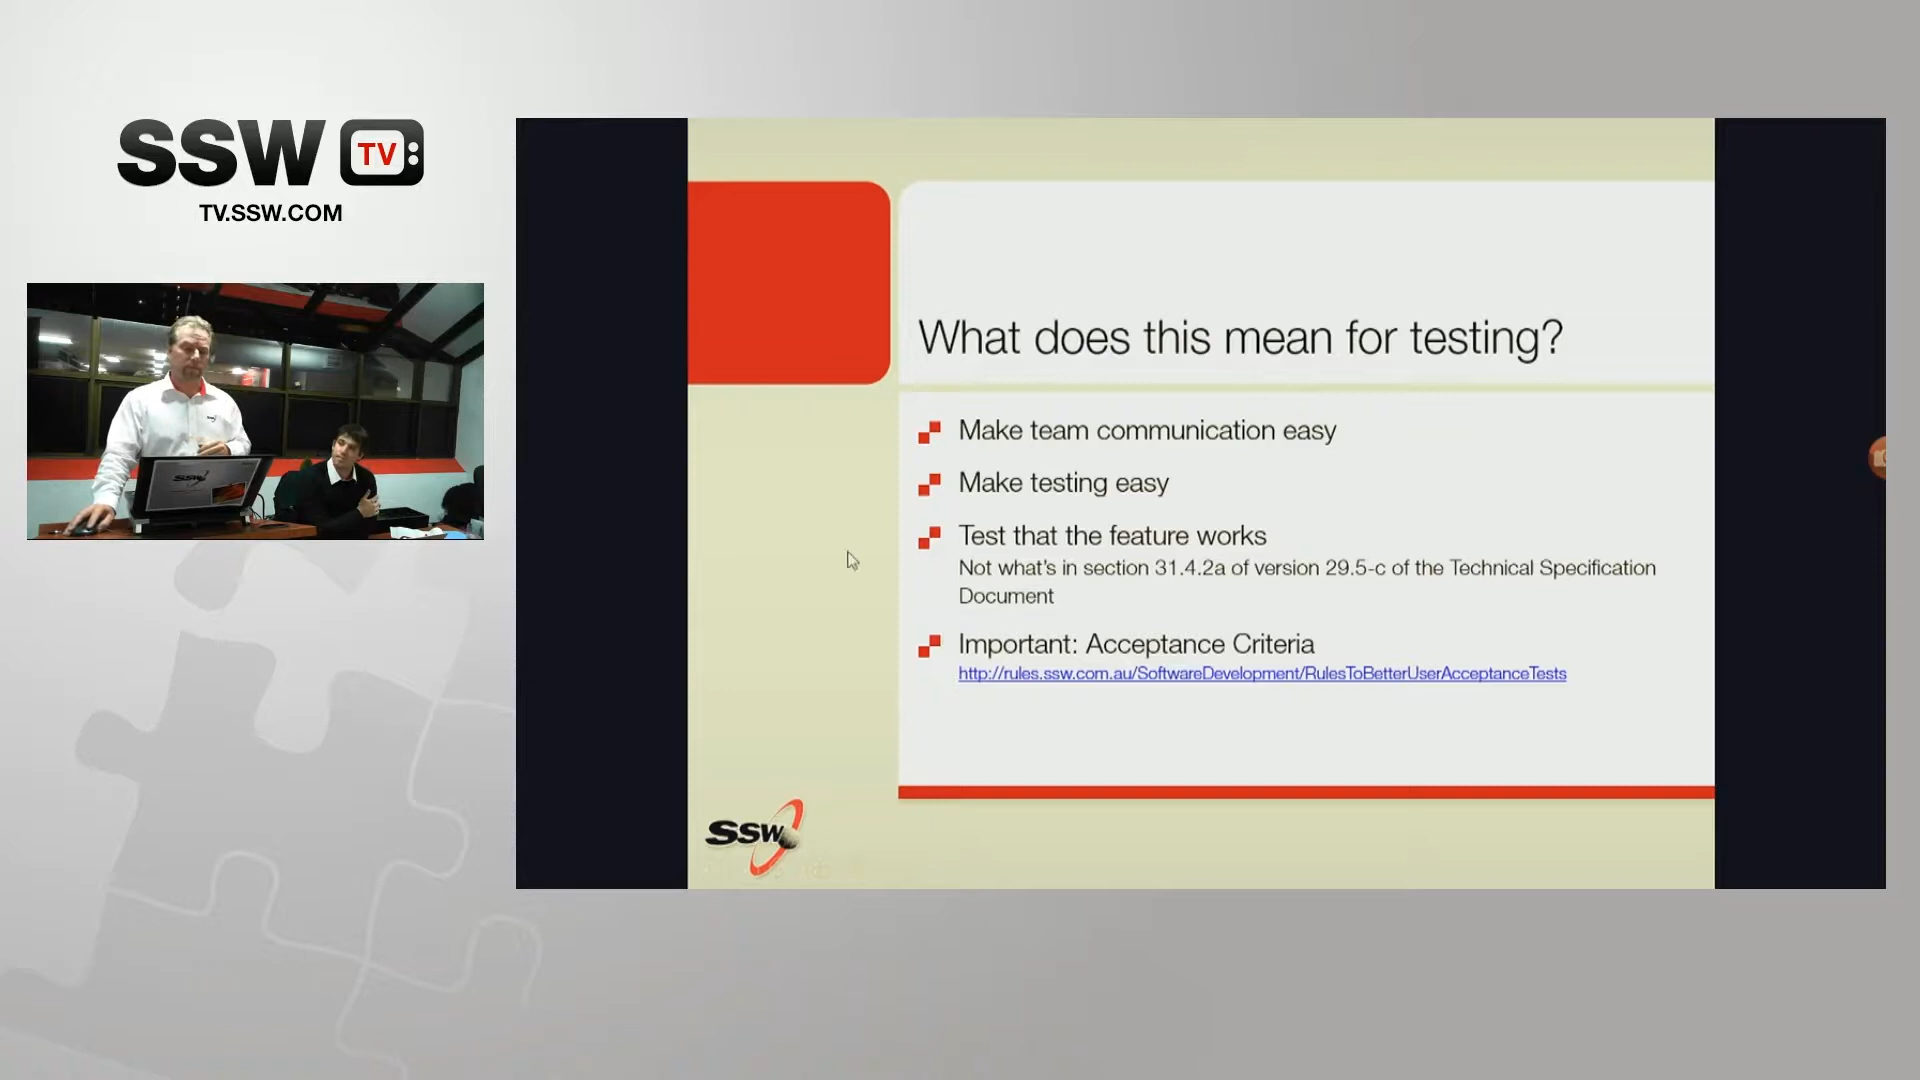 SSW TV:
TV.SSW.COM
SSW
What does this mean for testing?
Make team communication easy
Make testing easy
Test that the feature works
Not what's in section 31.4.2a of version 29.5-c of the Technical Specification
Document
Important: Acceptance Criteria
http://rules.ssw.com.au/SoftwareDevelopment/RulesToBetterUserAcceptanceTests
SSW